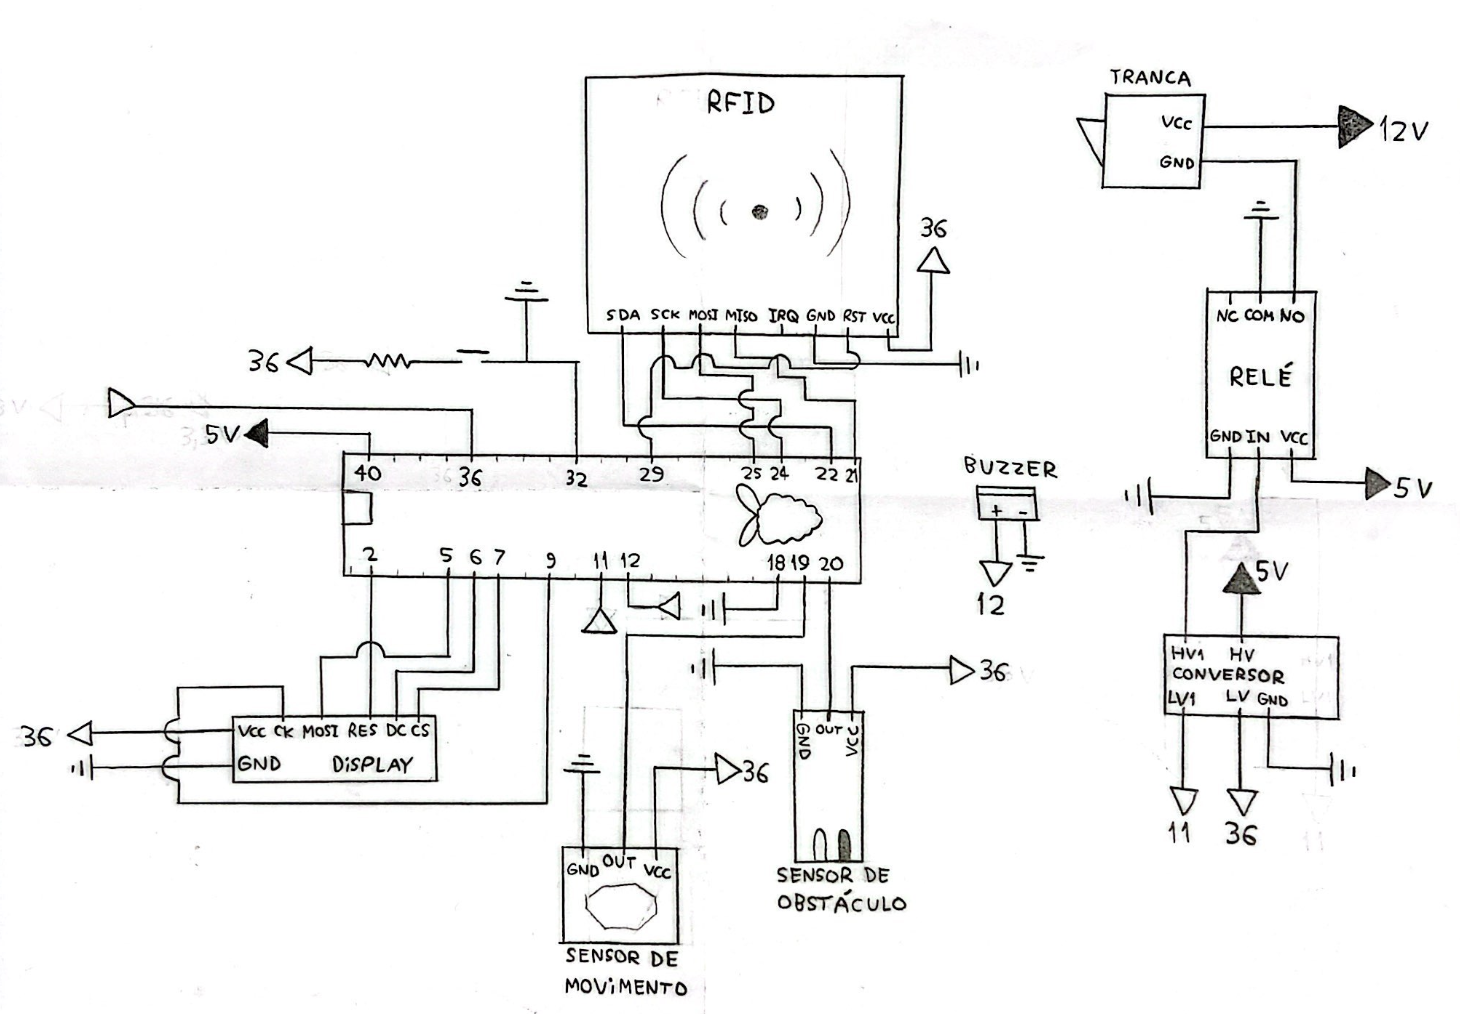 RFID
SDA SCK MOSI MISO IRQ GND RST VCC
36
36
5V
40 36 32 29 25 24 22 21
2 5 6 7 9 11 12 18 19 20
36
VCC CK MOSI RES DC CS
GND DISPLAY
GND OUT VCC
36
SENSOR DE
MOVIMENTO
GND OUT VCC
36
SENSOR DE
OBSTÁCULO
BUZZER
+ -
12
TRANCA
VCC
GND
12V
NC COM NO
RELÉ
GND IN VCC
5V
5V
HV1 HV
CONVERSOR
LV1 LV GND
11 36